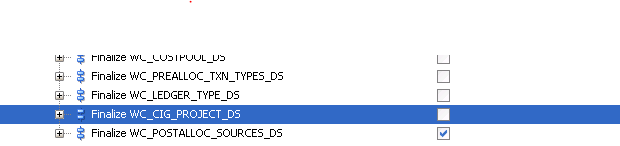 Finalize WC_COSTPOOL_DS
Finalize WC_PREALLOC_TXN_TYPES_DS
Finalize WC_LEDGER_TYPE_DS
Finalize WC_CIG_PROJECT_DS
Finalize WC_POSTALLOC_SOURCES_DS